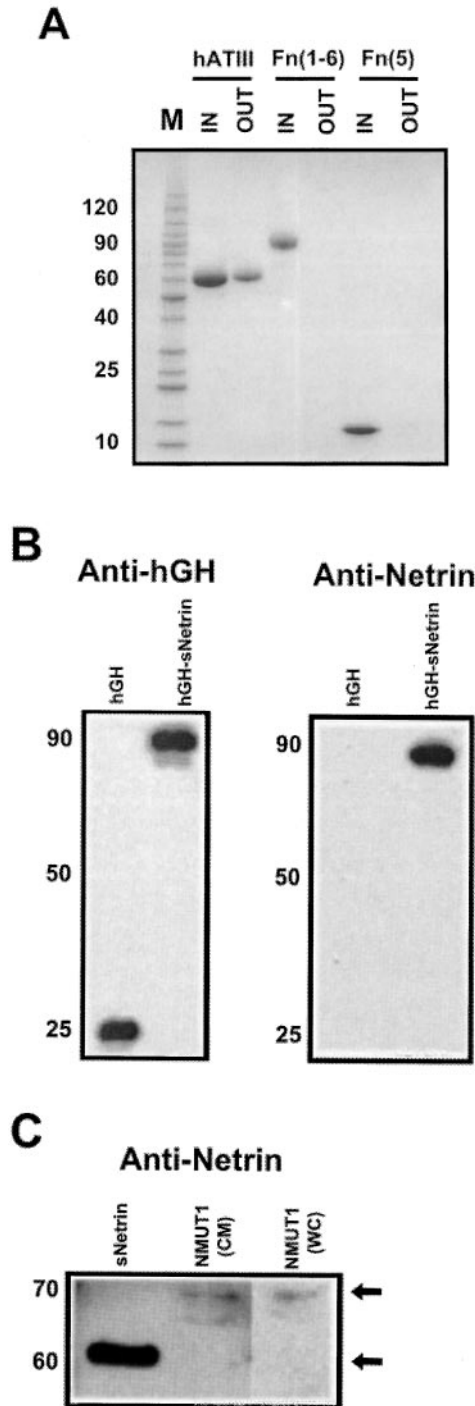 A
hATIII Fn(1-6) Fn(5)
M IN OUT IN OUT IN OUT
120
90
60
40
25
10
B
Anti-hGH
hGH hGH-sNetrin
90
50
25
Anti-Netrin
hGH hGH-sNetrin
90
50
25
C
Anti-Netrin
sNetrin NMUT1 (CM) NMUT1 (WC)
70
60